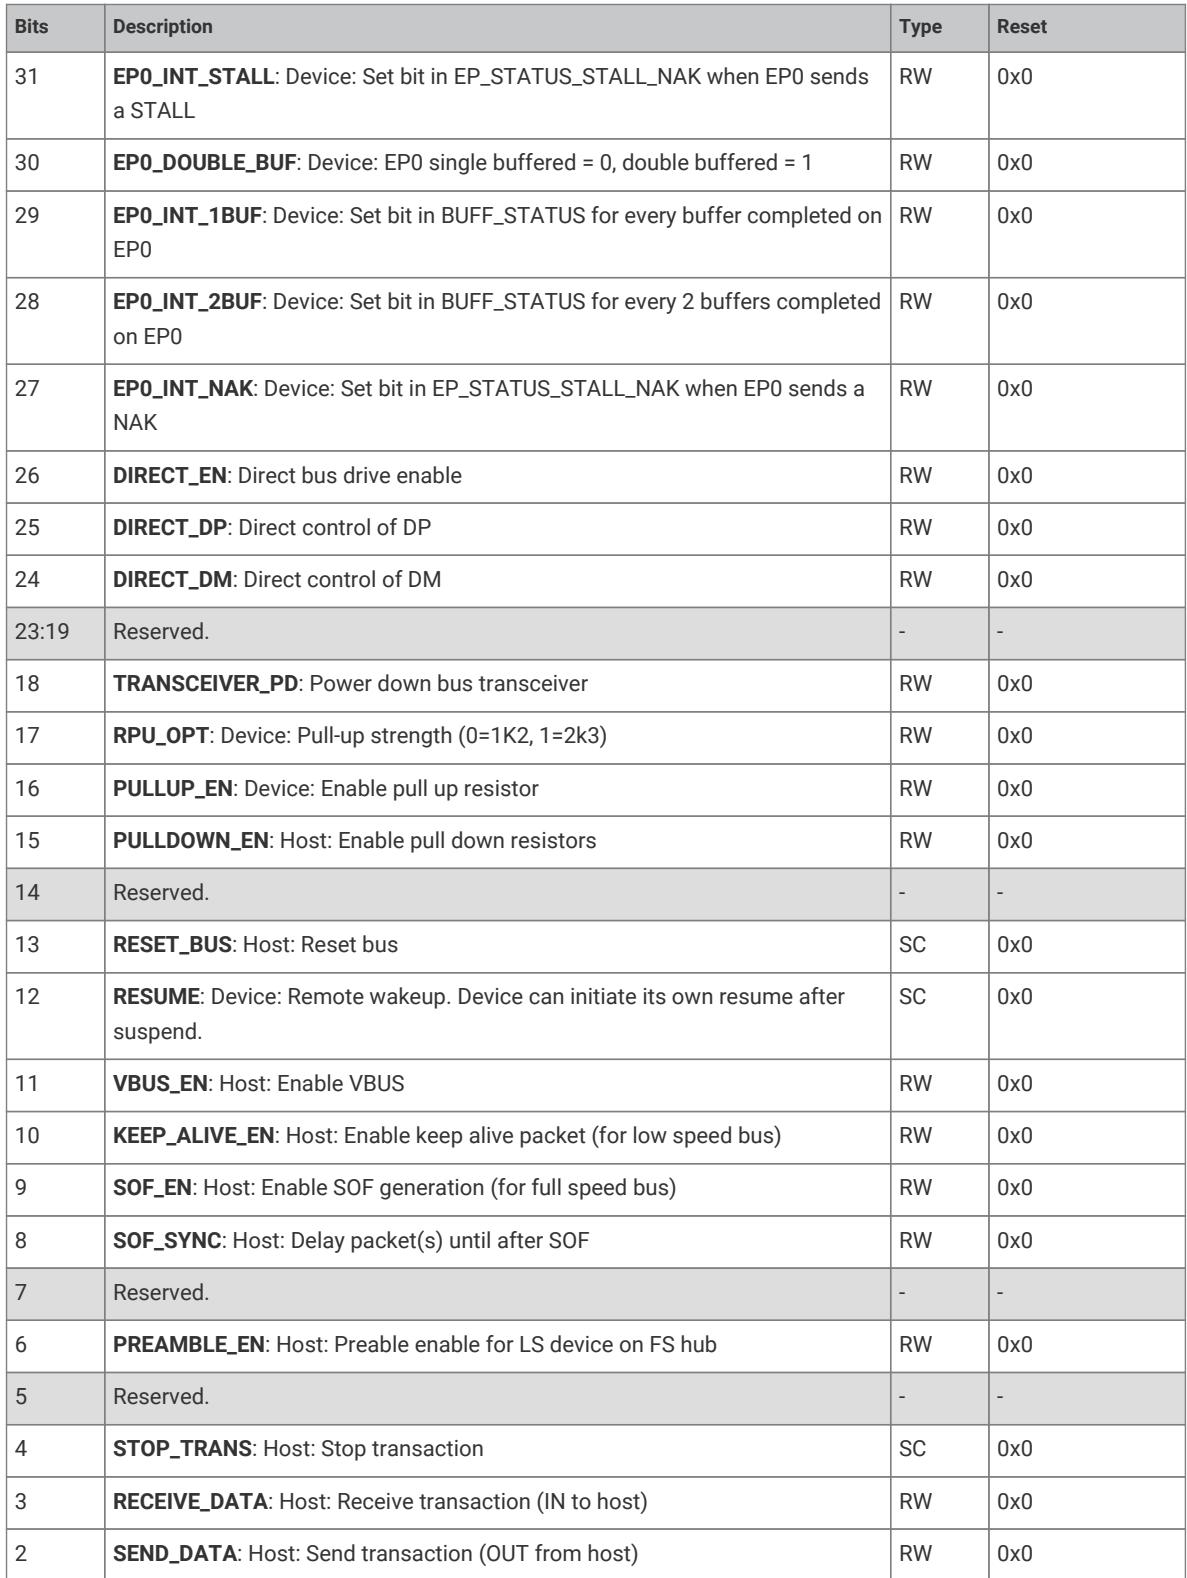 Bits Description Type Reset
31 EP0_INT_STALL: Device: Set bit in EP_STATUS_STALL_NAK when EP0 sends RW 0x0
a STALL
30 EP0_DOUBLE_BUF: Device: EP0 single buffered = 0, double buffered = 1 RW 0x0
29 EP0_INT_1BUF: Device: Set bit in BUFF_STATUS for every buffer completed on RW 0x0
EP0
28 EP0_INT_2BUF: Device: Set bit in BUFF_STATUS for every 2 buffers completed RW 0x0
on EP0
27 EP0_INT_NAK: Device: Set bit in EP_STATUS_STALL_NAK when EP0 sends a RW 0x0
NAK
26 DIRECT_EN: Direct bus drive enable RW 0x0
25 DIRECT_DP: Direct control of DP RW 0x0
24 DIRECT_DM: Direct control of DM RW 0x0
23:19 Reserved. - -
18 TRANSCEIVER_PD: Power down bus transceiver RW 0x0
17 RPU_OPT: Device: Pull-up strength (0=1K2, 1=2k3) RW 0x0
16 PULLUP_EN: Device: Enable pull up resistor RW 0x0
15 PULLDOWN_EN: Host: Enable pull down resistors RW 0x0
14 Reserved. - -
13 RESET_BUS: Host: Reset bus SC 0x0
12 RESUME: Device: Remote wakeup. Device can initiate its own resume after SC 0x0
suspend.
11 VBUS_EN: Host: Enable VBUS RW 0x0
10 KEEP_ALIVE_EN: Host: Enable keep alive packet (for low speed bus) RW 0x0
9 SOF_EN: Host: Enable SOF generation (for full speed bus) RW 0x0
8 SOF_SYNC: Host: Delay packet(s) until after SOF RW 0x0
7 Reserved. - -
6 PREAMBLE_EN: Host: Preable enable for LS device on FS hub RW 0x0
5 Reserved. - -
4 STOP_TRANS: Host: Stop transaction SC 0x0
3 RECEIVE_DATA: Host: Receive transaction (IN to host) RW 0x0
2 SEND_DATA: Host: Send transaction (OUT from host) RW 0x0